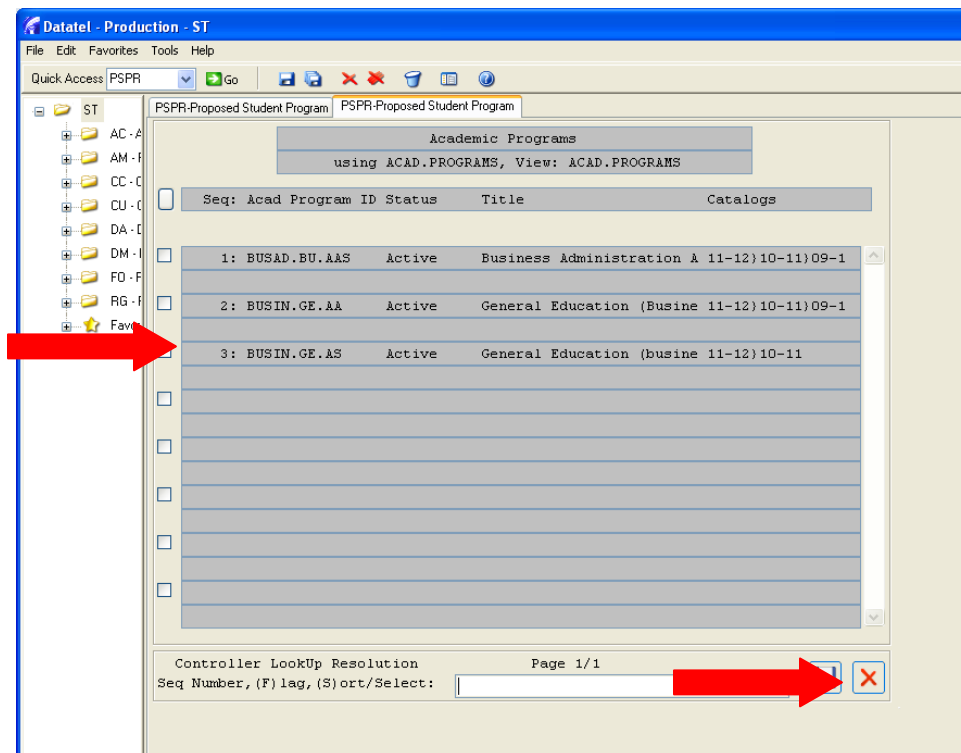 Datatel - Production - ST
File Edit Favorites Tools Help
Quick Access PSPR Go
ST
AC - A
AM - F
CC - C
CU - C
DA - D
DM - I
FO - F
RG - F
Favor
PSPR-Proposed Student Program PSPR-Proposed Student Program
Academic Programs
using ACAD.PROGRAMS, View: ACAD.PROGRAMS
Seq: Acad Program ID Status Title Catalogs
1: BUSAD.BU.AAS Active Business Administration A 11-12}10-11}09-1
2: BUSIN.GE.AA Active General Education (Busine 11-12}10-11}09-1
3: BUSIN.GE.AS Active General Education (busine 11-12}10-11
Controller LookUp Resolution Page 1/1
Seq Number,(F)lag,(S)ort/Select: